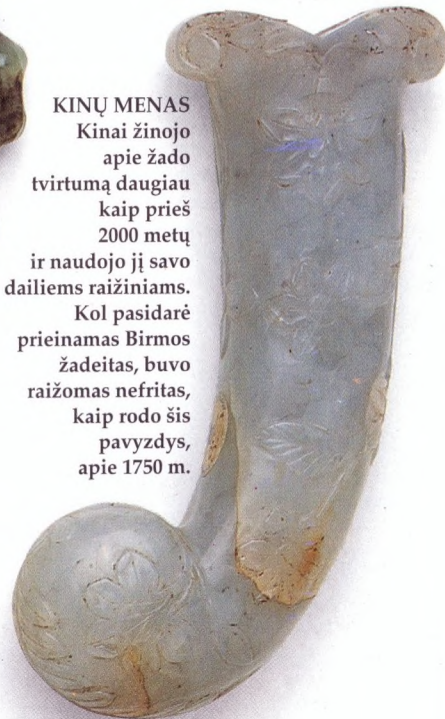 KINŲ MENAS
Kinai žinojo
apie žado
tvirtumą daugiau
kaip prieš
2000 metų
ir naudojo jį savo
dailiems raižiniams.
Kol pasidarė
prieinamas Birmos
žadeitas, buvo
raižomas nefritas,
kaip rodo šis
pavyzdys,
apie 1750 m.